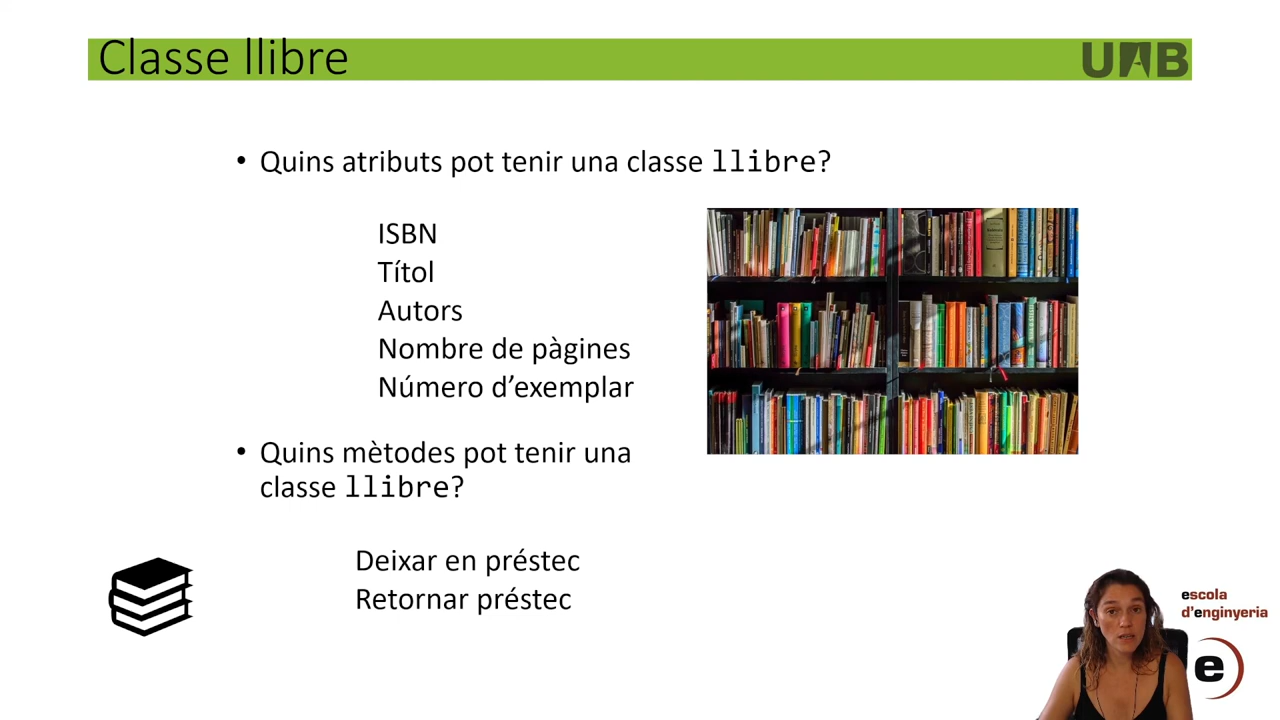 Classe llibre
UAB
• Quins atributs pot tenir una classe llibre?
ISBN
Títol
Autors
Nombre de pàgines
Número d’exemplar
• Quins mètodes pot tenir una
classe llibre?
Deixar en préstec
Retornar préstec
escola
d'enginyeria
e